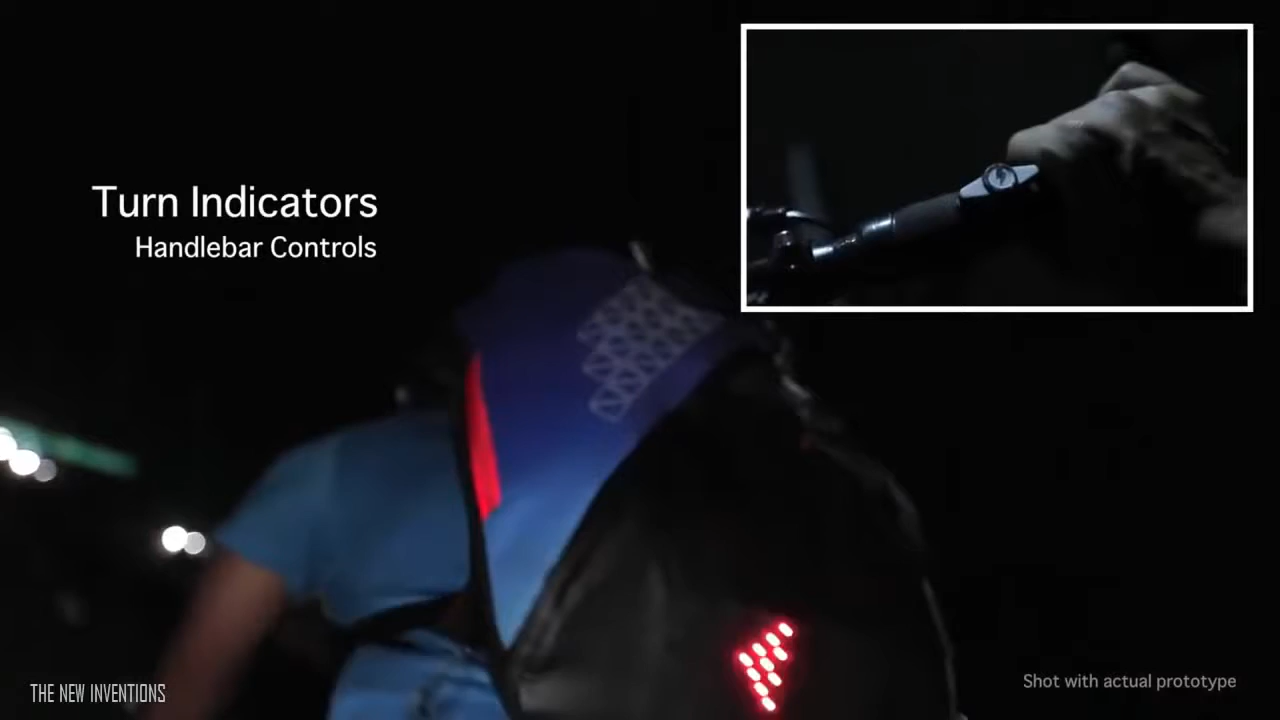 Turn Indicators
Handlebar Controls
THE NEW INVENTIONS
Shot with actual prototype